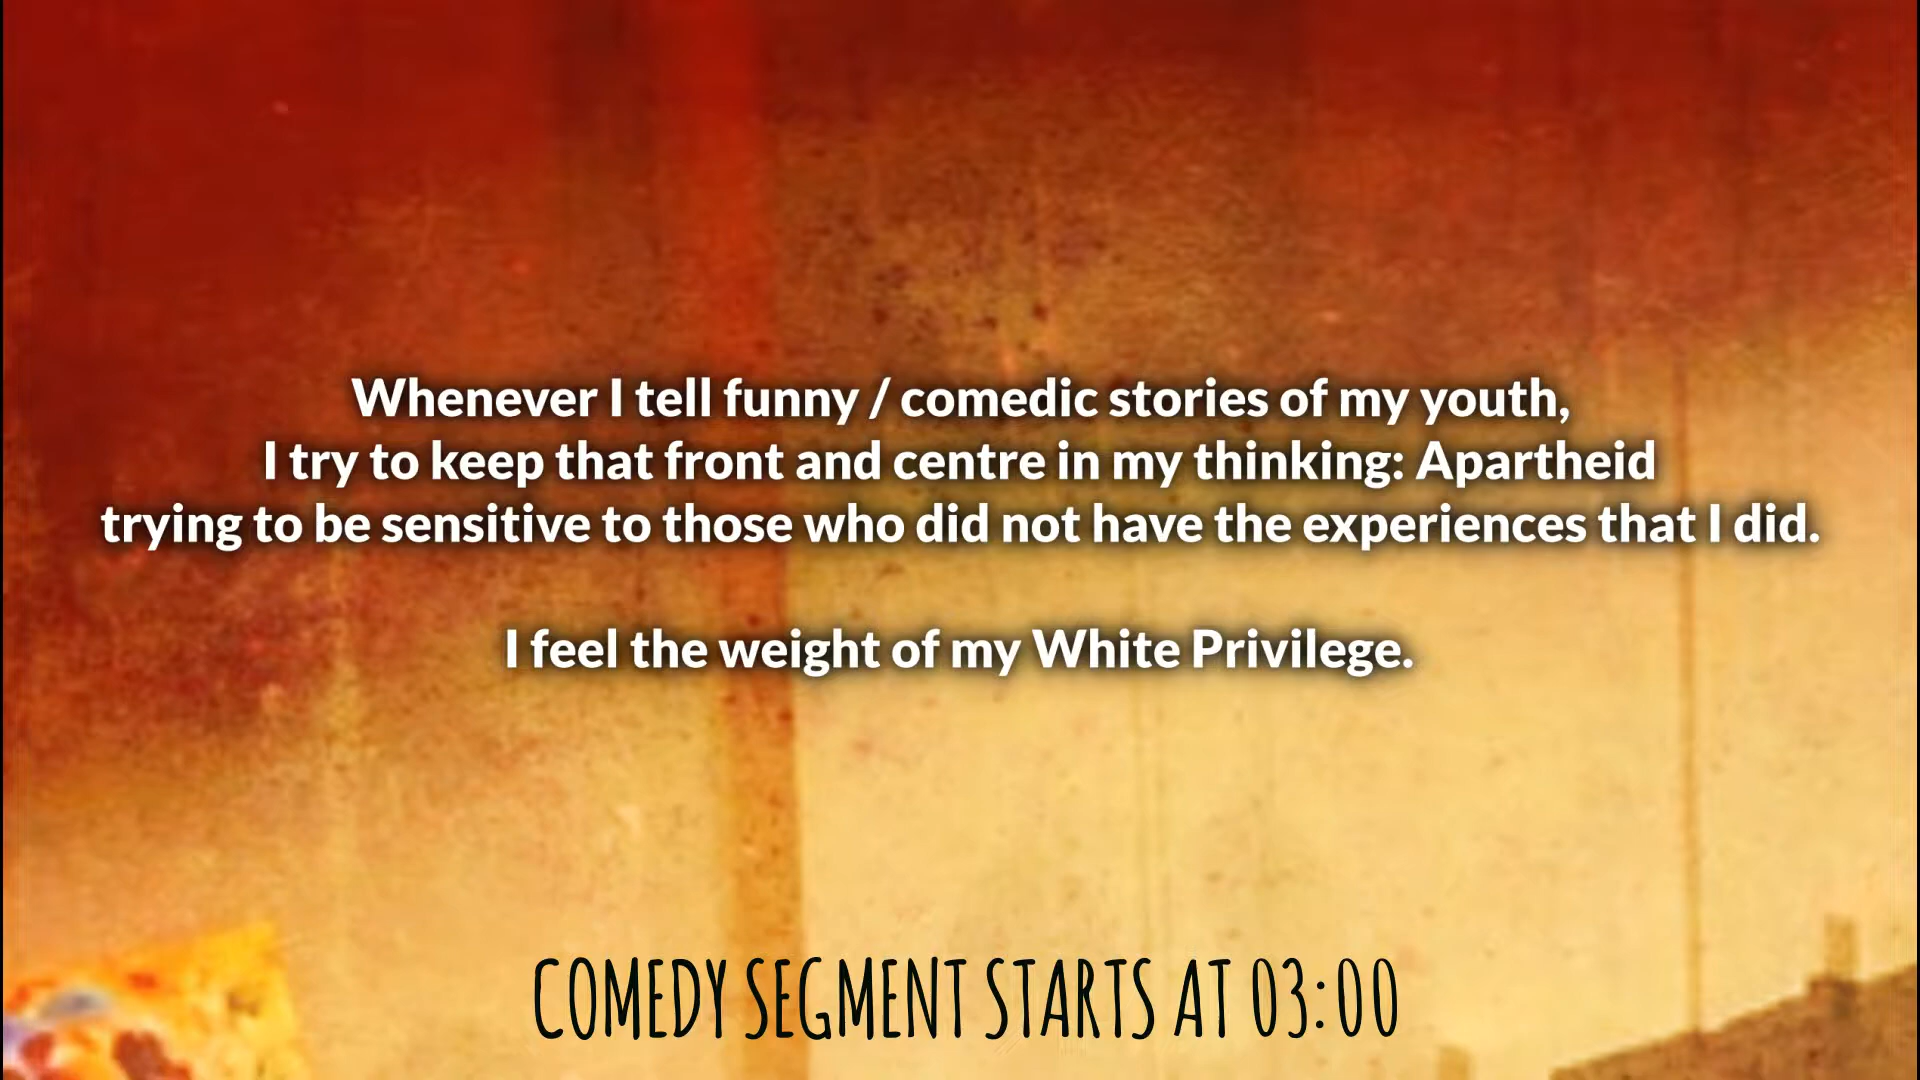 Whenever I tell funny / comedic stories of my youth,
I try to keep that front and centre in my thinking: Apartheid
trying to be sensitive to those who did not have the experiences that I did.
I feel the weight of my White Privilege.
COMEDY SEGMENT STARTS AT 03:00